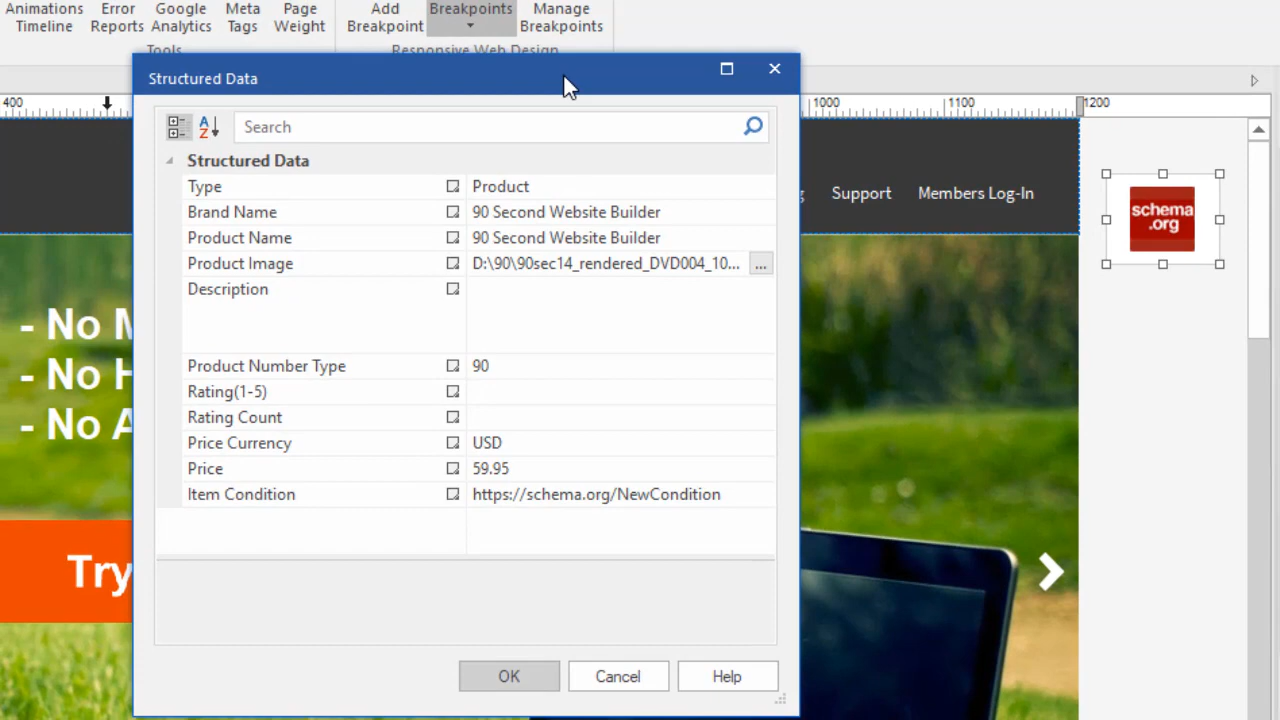 Animations Timeline
Error Reports
Google Analytics
Meta Tags
Page Weight
Add Breakpoint
Breakpoints
Manage Breakpoints
Tools
Responsive Web Design
Structured Data
400
1000
1100
1200
Search
Structured Data
Type Product
Brand Name 90 Second Website Builder
Product Name 90 Second Website Builder
Product Image D:\90\90sec14_rendered_DVD004_10... ...
Description
Product Number Type 90
Rating(1-5)
Rating Count
Price Currency USD
Price 59.95
Item Condition https://schema.org/NewCondition
OK Cancel Help
Support Members Log-In
schema
.org
- No
- No
- No
Try